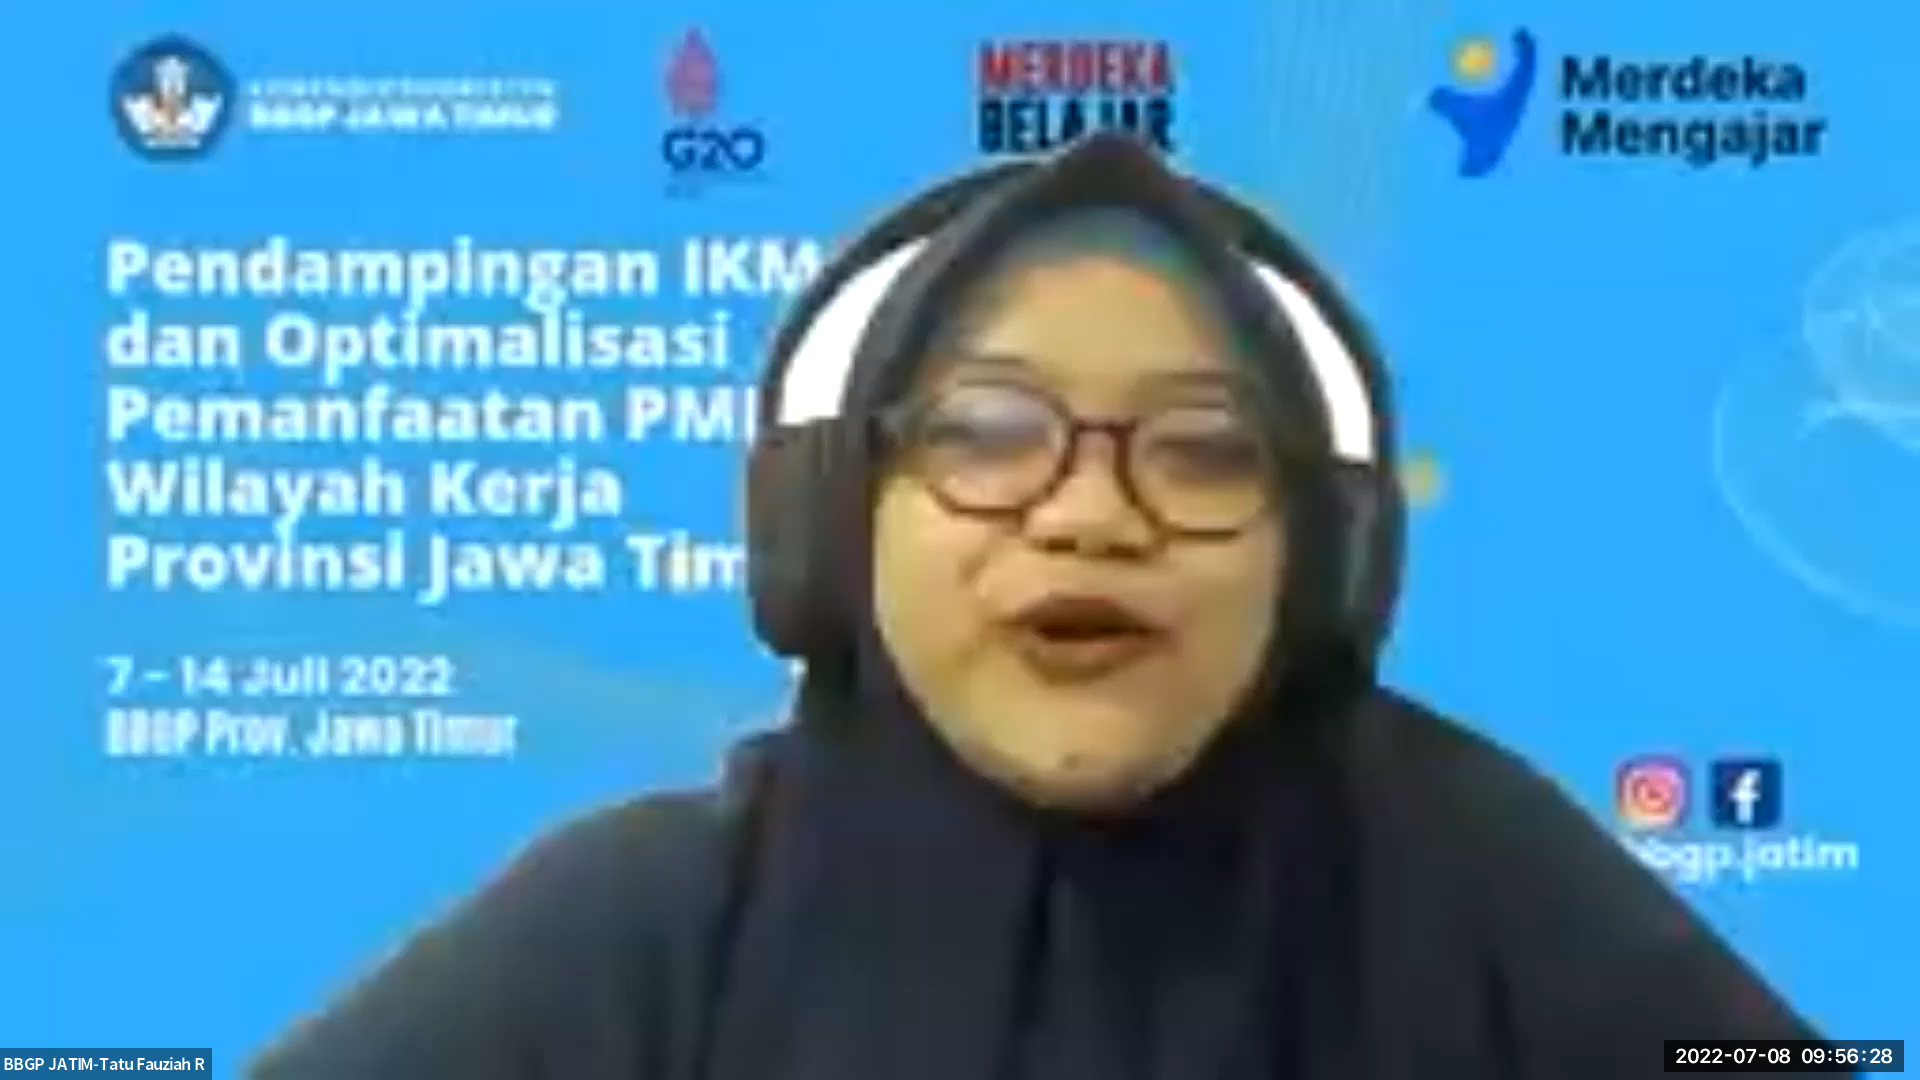 BBGP JAWA TIMUR
G20
MERDEKA
BELAJAR
Merdeka
Mengajar
Pendampingan IKM
dan Optimalisasi
Pemanfaatan PM
Wilayah Kerja
Provinsi Jawa Tim
7 - 14 Juli 2022
BBGP Prov. Jawa Timur
bbgp.jatim
BBGP JATIM-Tatu Fauziah R
2022-07-08 09:56:28